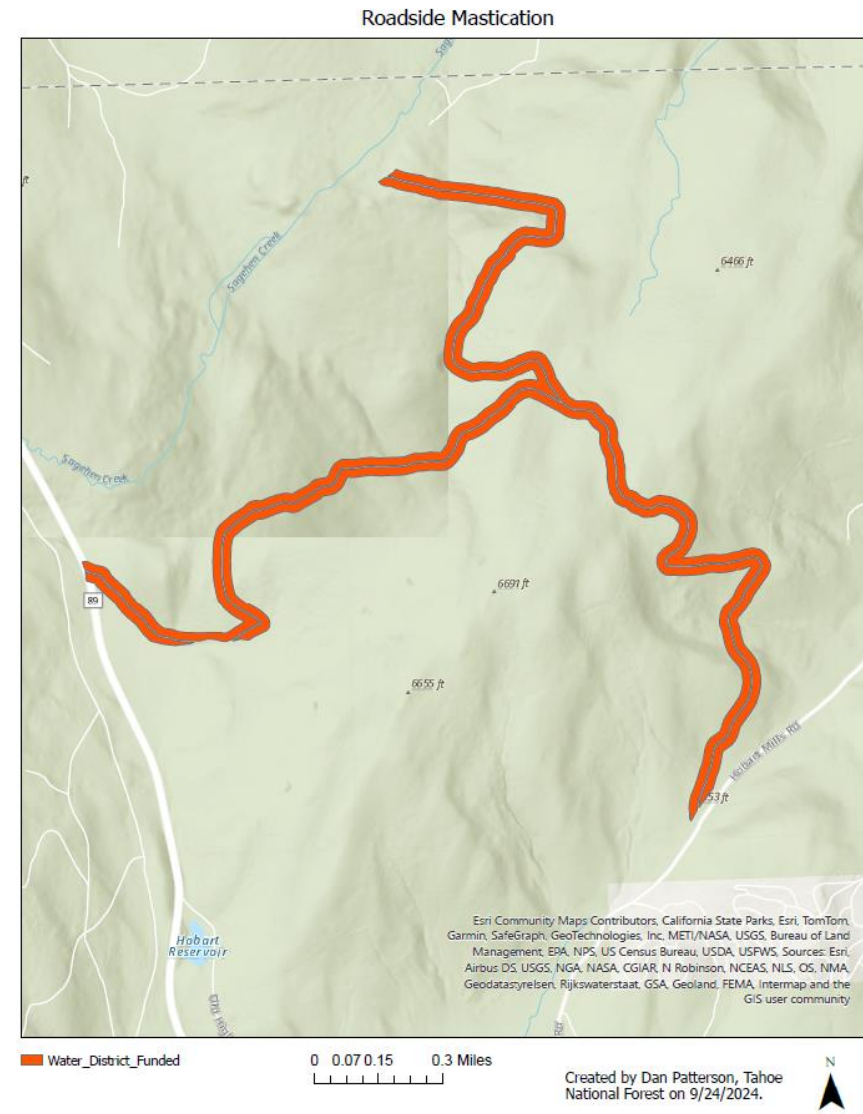 Roadside Mastication
ft
Sagehen Creek
6466 ft
Sagehen Creek
89
6691 ft
6655 ft
Hobart Mills Rd
53 ft
Hobart
Reservoir
Rd
Esri Community Maps Contributors, California State Parks, Esri, TomTom,
Garmin, SafeGraph, GeoTechnologies, Inc, METI/NASA, USGS, Bureau of Land
Management, EPA, NPS, US Census Bureau, USDA, USFWS, Sources: Esri,
Airbus DS, USGS, NGA, NASA, CGIAR, N Robinson, NCEAS, NLS, OS, NMA,
Geodatastyrelsen, Rijkswaterstaat, GSA, Geoland, FEMA, Intermap and the
GIS user community
Water_District_Funded
0 0.07 0.15 0.3 Miles
Created by Dan Patterson, Tahoe
National Forest on 9/24/2024.
N